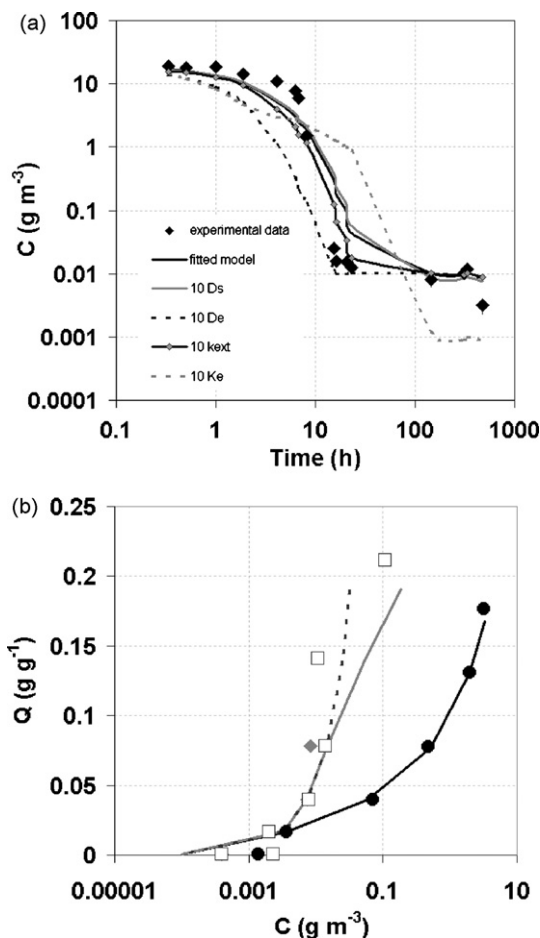 (a)
100
10
1
0.1
0.01
0.001
0.0001
C (g m⁻³)
experimental data
fitted model
10 Ds
10 De
10 kext
10 Ke
0.1 1 10 100 1000
Time (h)
(b)
0.25
0.2
0.15
0.1
0.05
0
Q (g g⁻¹)
0.00001 0.001 0.1 10
C (g m⁻³)